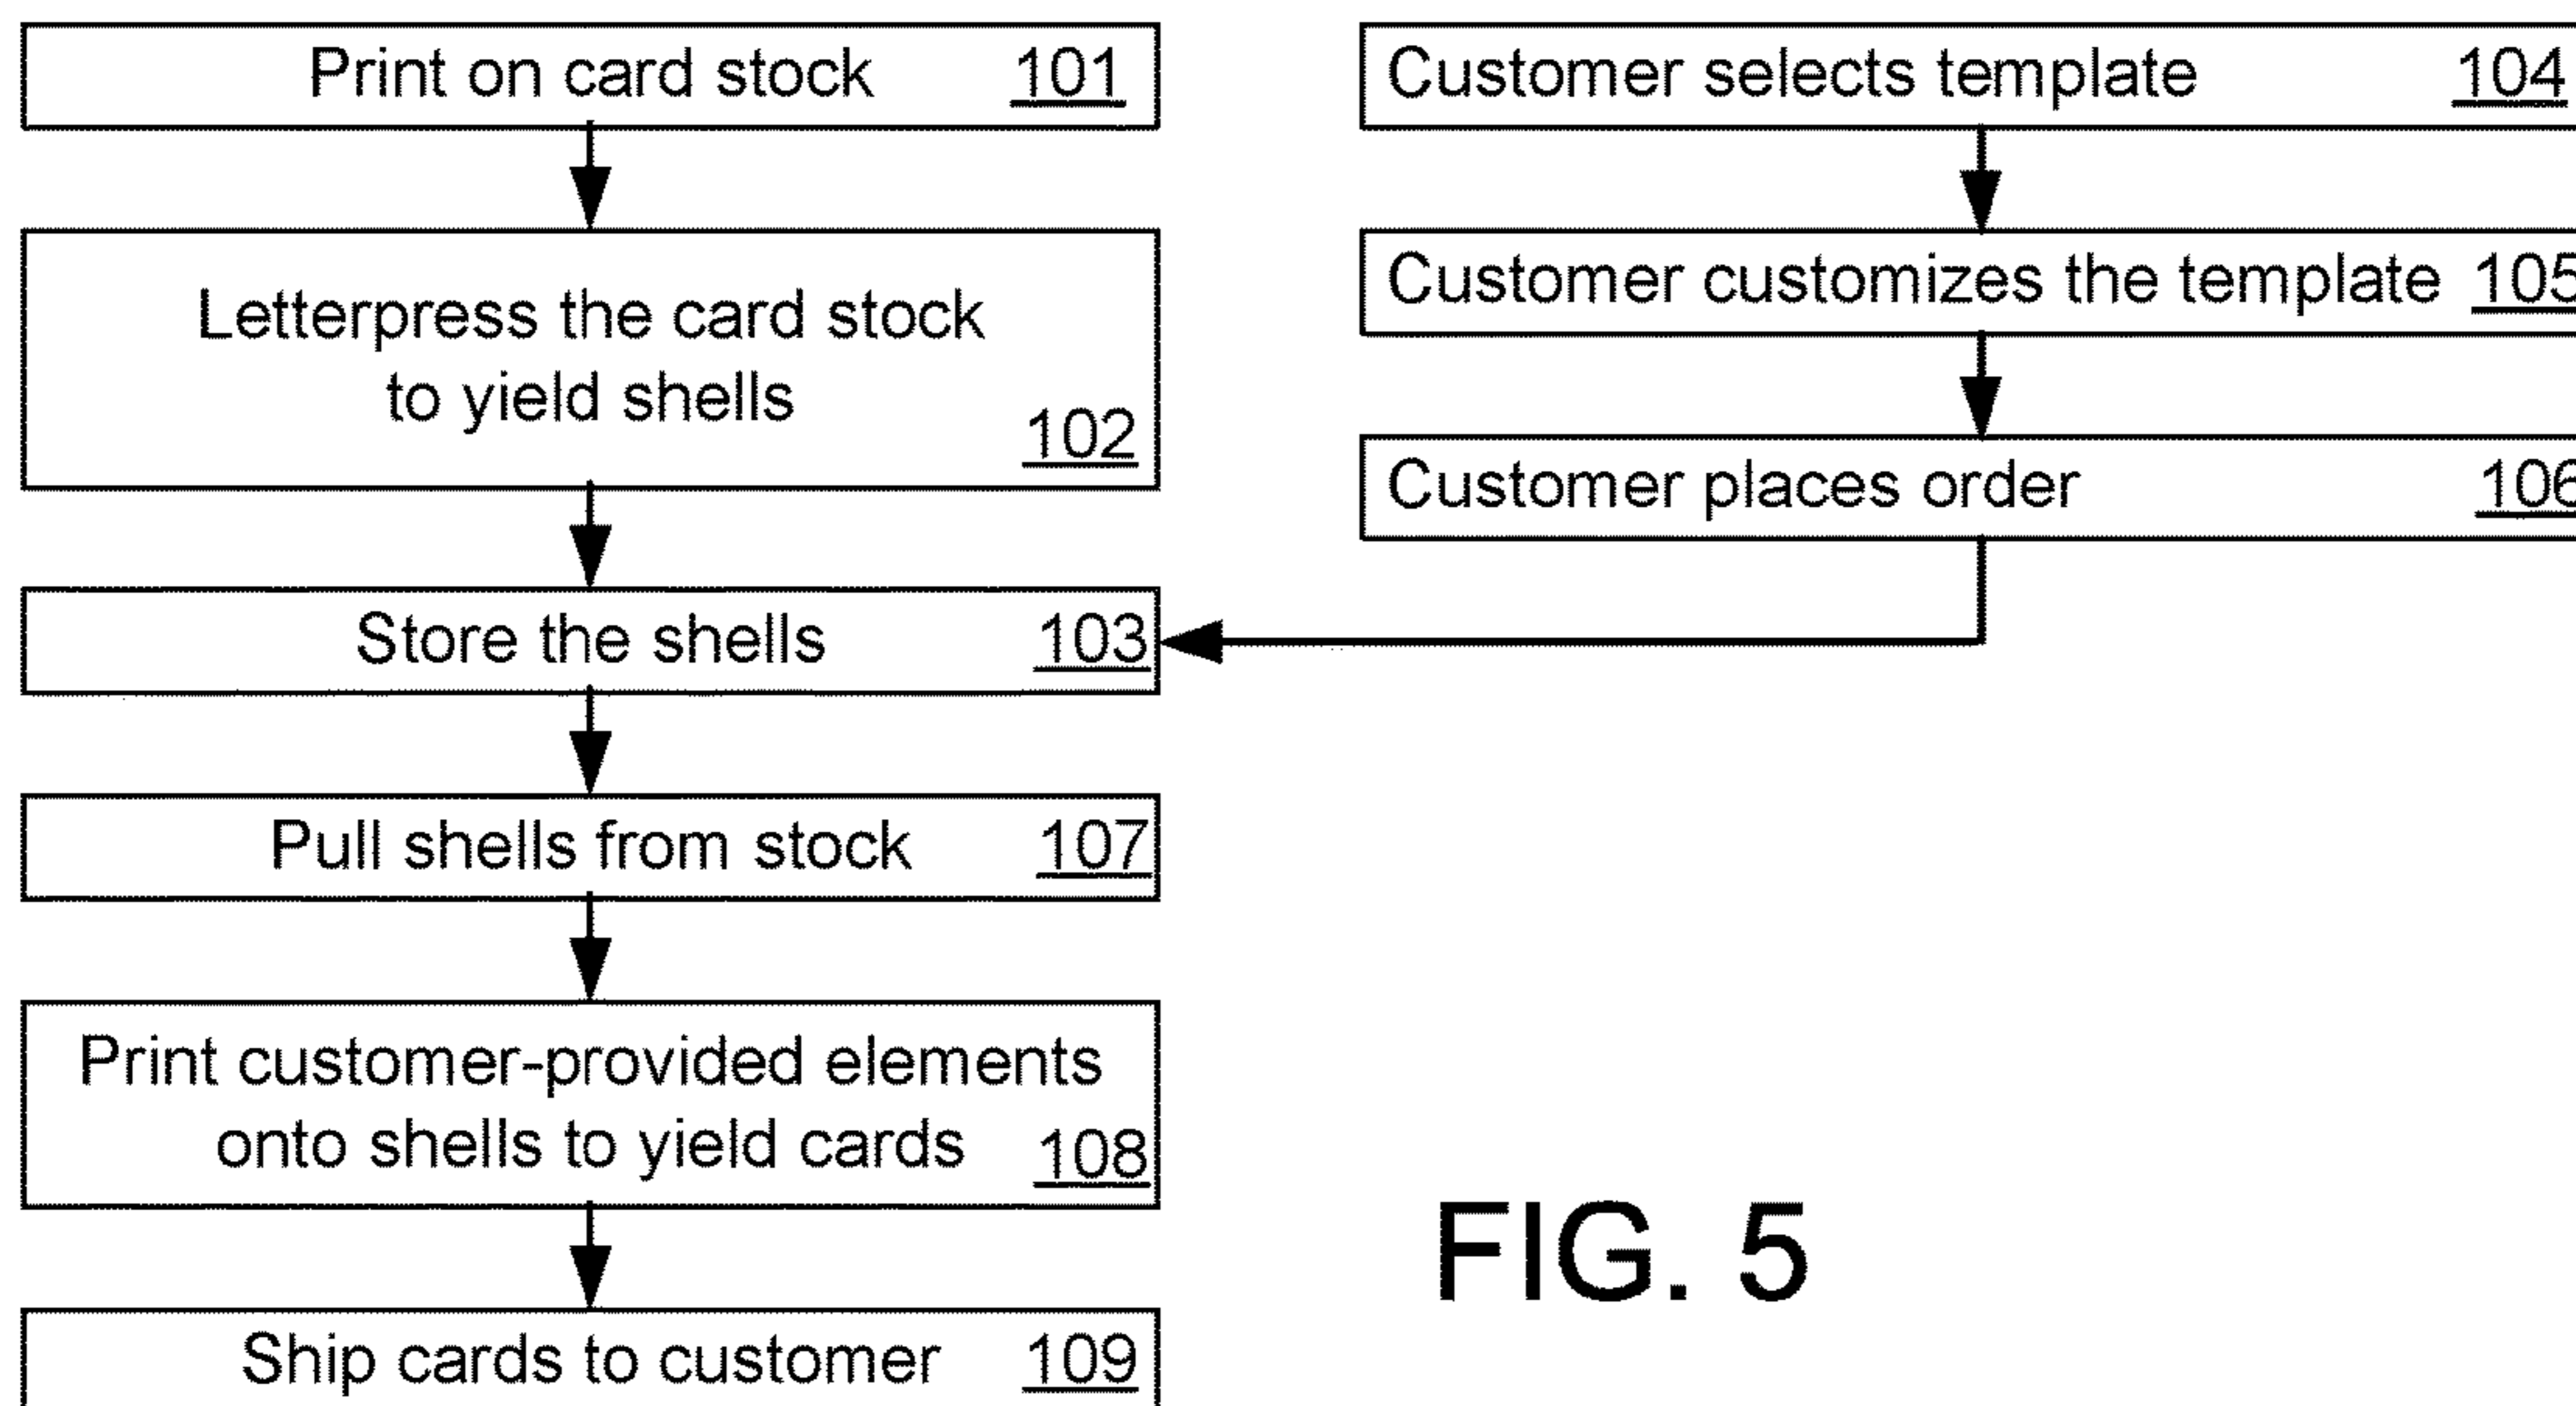 Print on card stock 101
Letterpress the card stock
to yield shells
102
Store the shells 103
Pull shells from stock 107
Print customer-provided elements
onto shells to yield cards 108
Ship cards to customer 109
Customer selects template 104
Customer customizes the template 105
Customer places order 106
FIG. 5